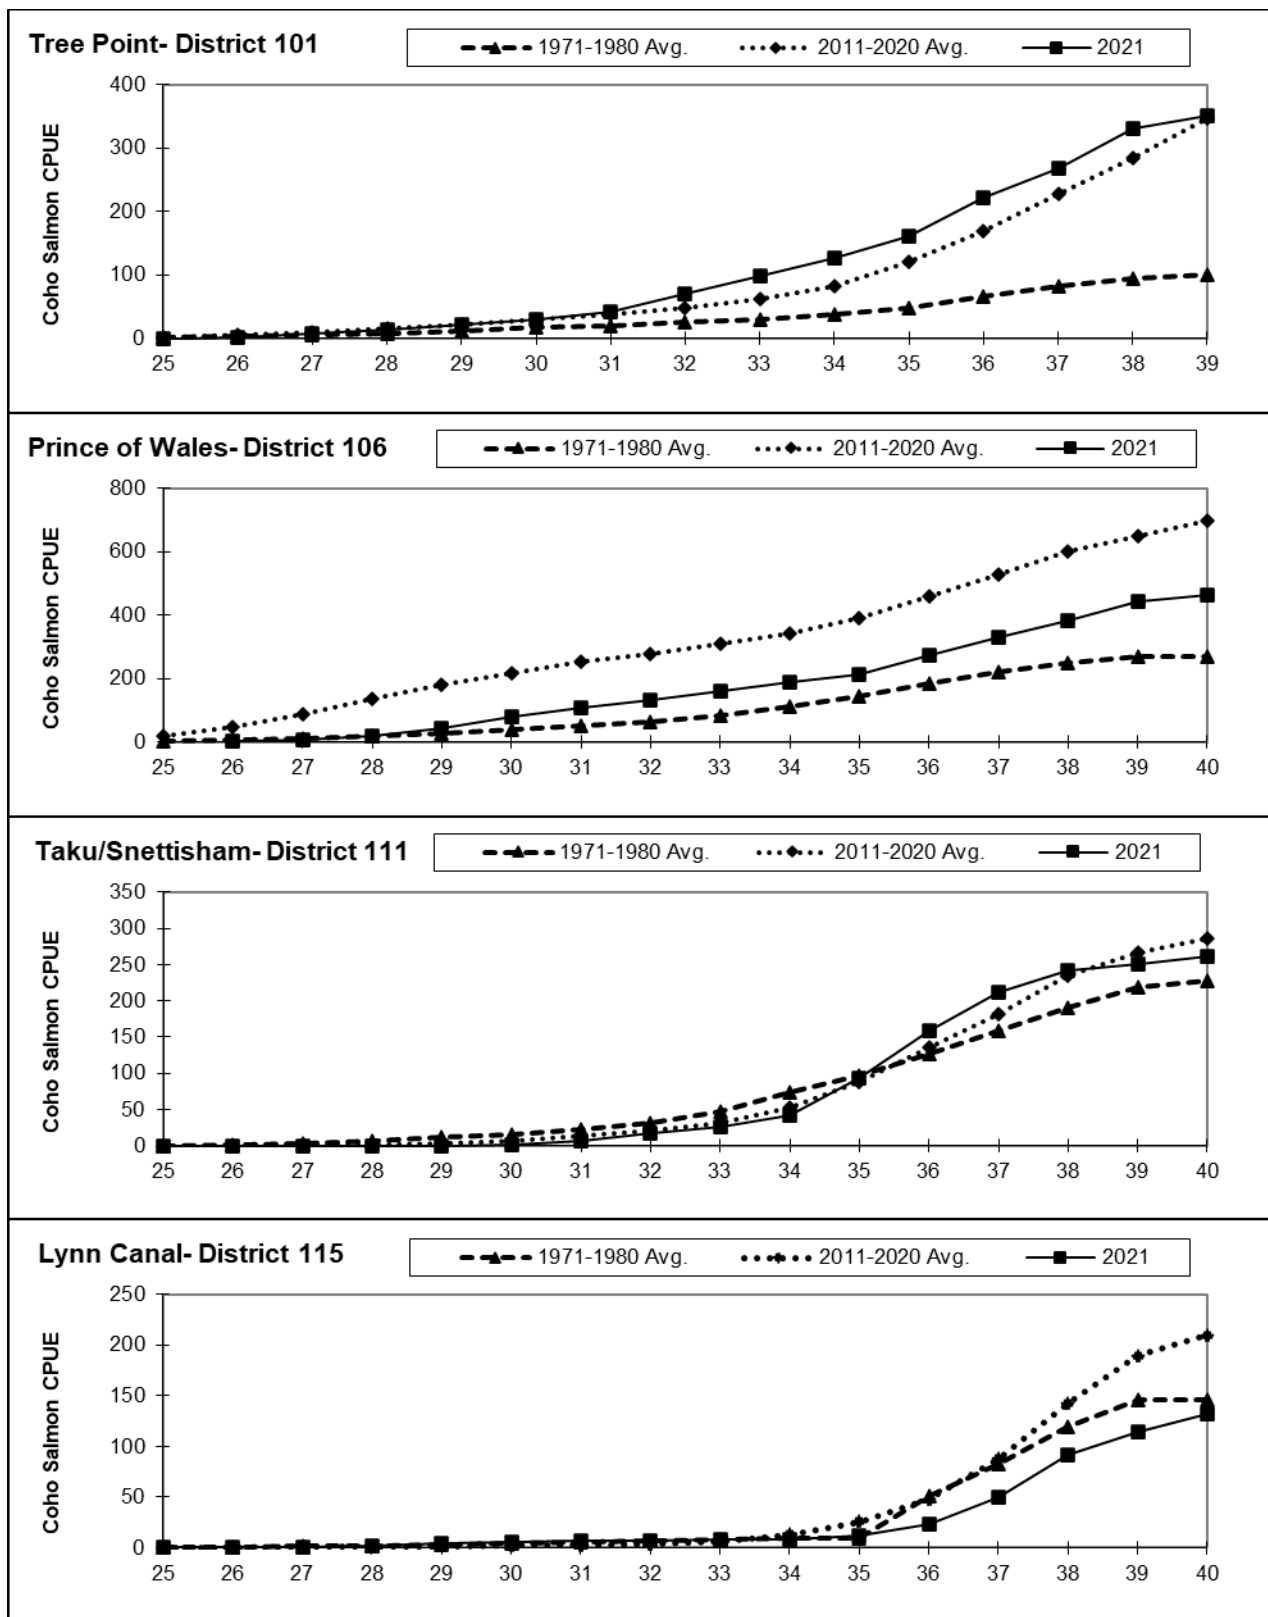 Tree Point- District 101
1971-1980 Avg. 2011-2020 Avg. 2021
Coho Salmon CPUE
400
300
200
100
0
25 26 27 28 29 30 31 32 33 34 35 36 37 38 39
Prince of Wales- District 106
1971-1980 Avg. 2011-2020 Avg. 2021
Coho Salmon CPUE
800
600
400
200
0
25 26 27 28 29 30 31 32 33 34 35 36 37 38 39 40
Taku/Snettisham- District 111
1971-1980 Avg. 2011-2020 Avg. 2021
Coho Salmon CPUE
350
300
250
200
150
100
50
0
25 26 27 28 29 30 31 32 33 34 35 36 37 38 39 40
Lynn Canal- District 115
1971-1980 Avg. 2011-2020 Avg. 2021
Coho Salmon CPUE
250
200
150
100
50
0
25 26 27 28 29 30 31 32 33 34 35 36 37 38 39 40